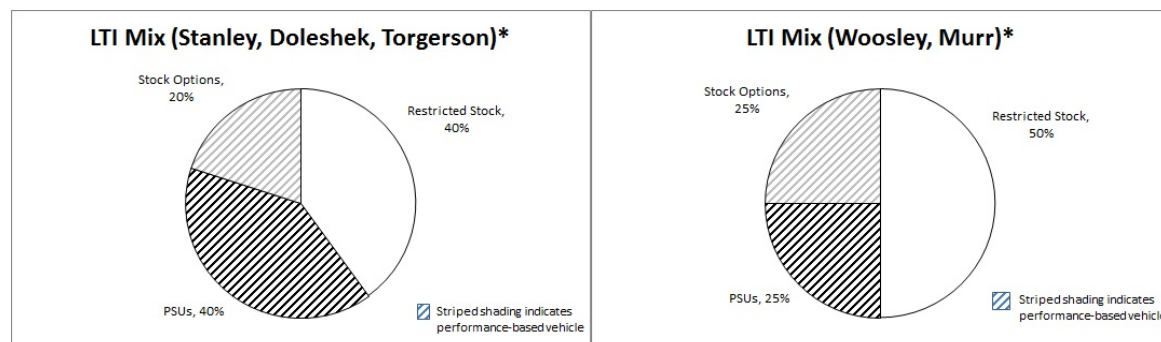 LTI Mix (Stanley, Doleshek, Torgerson)*
Stock Options,
20%
Restricted Stock,
40%
PSUs, 40%
Striped shading indicates
performance-based vehicle
LTI Mix (Woosley, Murr)*
Stock Options,
25%
Restricted Stock,
50%
PSUs, 25%
Striped shading indicates
performance-based vehicle